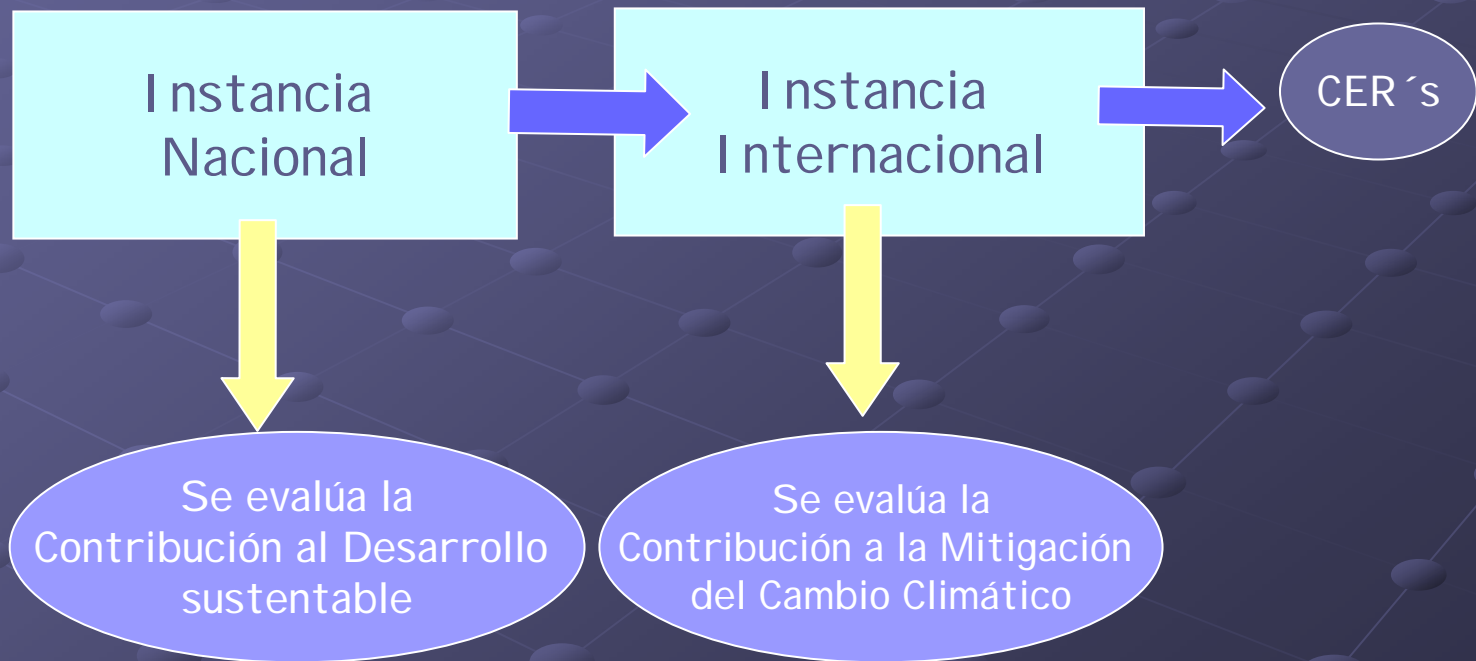 Instancia
Nacional
Instancia
Internacional
CER´s
Se evalúa la
Contribución al Desarrollo
sustentable
Se evalúa la
Contribución a la Mitigación
del Cambio Climático